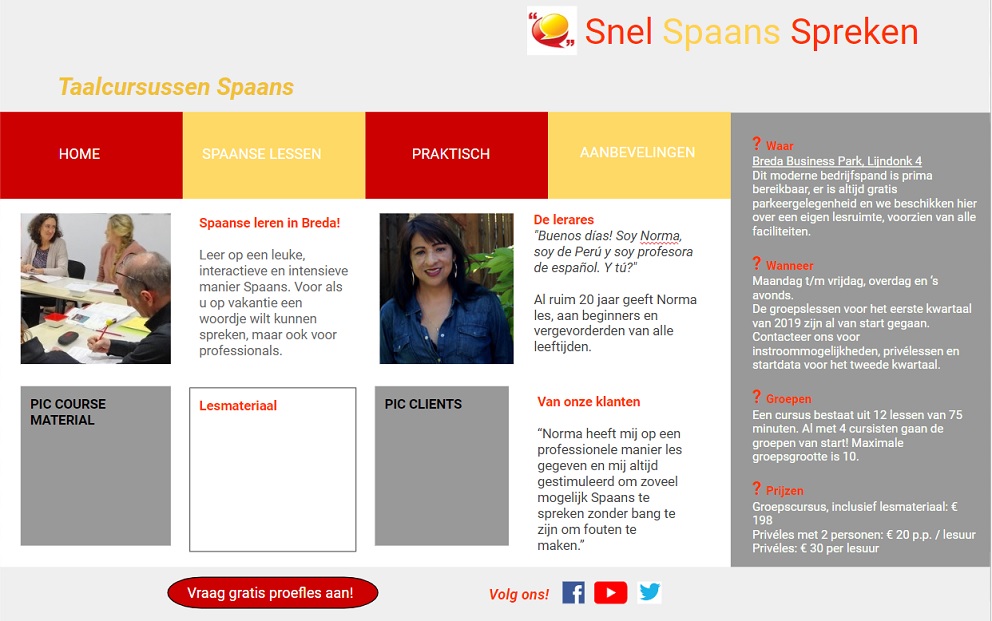 Snel Spaans Spreken
Taalcursussen Spaans
HOME
SPAANSE LESSEN
PRAKTISCH
AANBEVELINGEN
Spaanse leren in Breda!
Leer op een leuke,
interactieve en intensieve
manier Spaans. Voor als
u op vakantie een
woordje wilt kunnen
spreken, maar ook voor
professionals.
De lerares
"Buenos días! Soy Norma,
soy de Perú y soy profesora
de español. Y tú?"
Al ruim 20 jaar geeft Norma
les, aan beginners en
vergevorderden van alle
leeftijden.
PIC COURSE
MATERIAL
Lesmateriaal
PIC CLIENTS
Van onze klanten
“Norma heeft mij op een
professionele manier les
gegeven en mij altijd
gestimuleerd om zoveel
mogelijk Spaans te
spreken zonder bang te
zijn om fouten te
maken.”
? Waar
Breda Business Park, Lijndonk 4
Dit moderne bedrijfspand is prima
bereikbaar, er is altijd gratis
parkeergelegenheid en we beschikken hier
over een eigen lesruimte, voorzien van alle
faciliteiten.
? Wanneer
Maandag t/m vrijdag, overdag en ’s
avonds.
De groepslessen voor het eerste kwartaal
van 2019 zijn al van start gegaan.
Contacteer ons voor
instroommogelijkheden, privélessen en
startdata voor het tweede kwartaal.
? Groepen
Een cursus bestaat uit 12 lessen van 75
minuten. Al met 4 cursisten gaan de
groepen van start! Maximale
groepsgrootte is 10.
? Prijzen
Groepscursus, inclusief lesmateriaal: €
198
Privéles met 2 personen: € 20 p.p. / lesuur
Privéles: € 30 per lesuur
Vraag gratis proefles aan!
Volg ons!